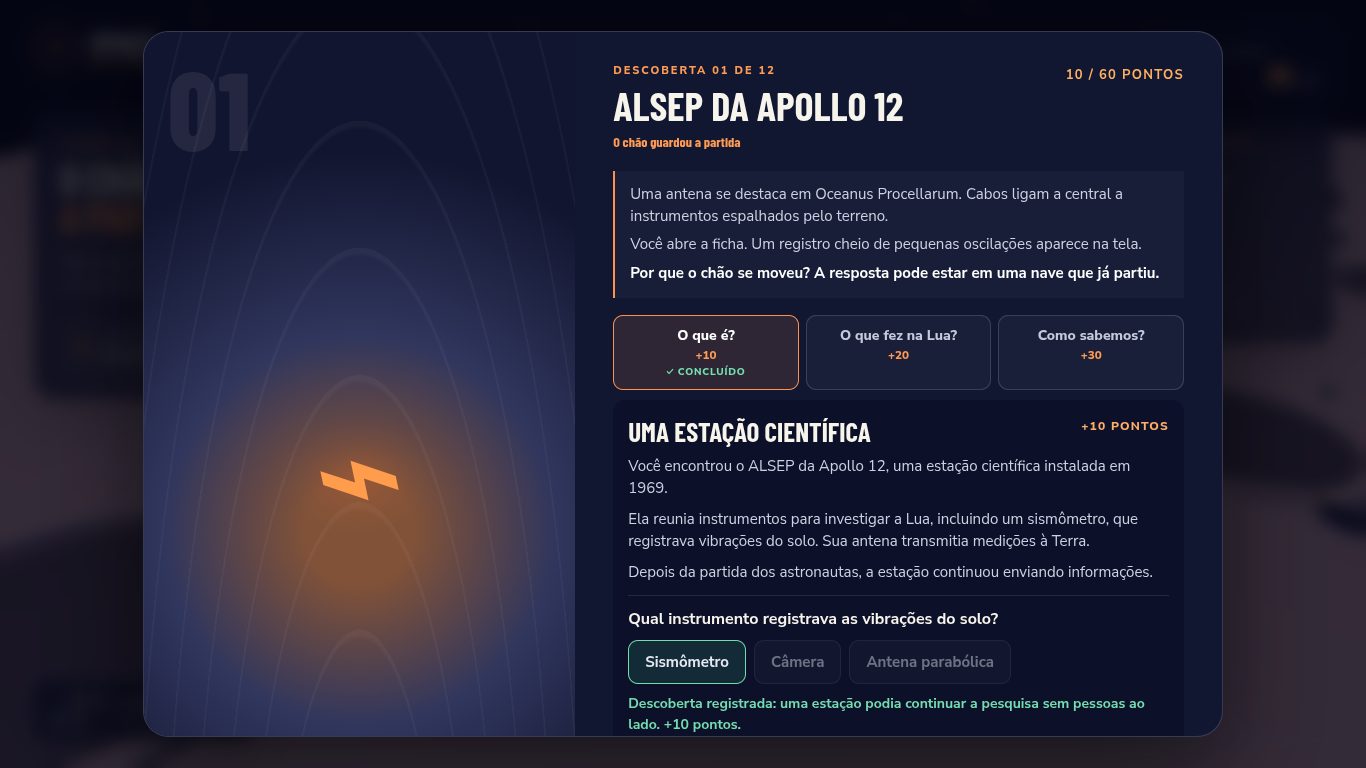 01
DESCOBERTA 01 DE 12
10 / 60 PONTOS
ALSEP DA APOLLO 12
O chão guardou a partida
Uma antena se destaca em Oceanus Procellarum. Cabos ligam a central a
instrumentos espalhados pelo terreno.
Você abre a ficha. Um registro cheio de pequenas oscilações aparece na tela.
Por que o chão se moveu? A resposta pode estar em uma nave que já partiu.
O que é?
+10
✓ CONCLUÍDO
O que fez na Lua?
+20
Como sabemos?
+30
UMA ESTAÇÃO CIENTÍFICA
+10 PONTOS
Você encontrou o ALSEP da Apollo 12, uma estação científica instalada em
1969.
Ela reunia instrumentos para investigar a Lua, incluindo um sismômetro, que
registrava vibrações do solo. Sua antena transmitia medições à Terra.
Depois da partida dos astronautas, a estação continuou enviando informações.
Qual instrumento registrava as vibrações do solo?
Sismômetro
Câmera
Antena parabólica
Descoberta registrada: uma estação podia continuar a pesquisa sem pessoas ao
lado. +10 pontos.